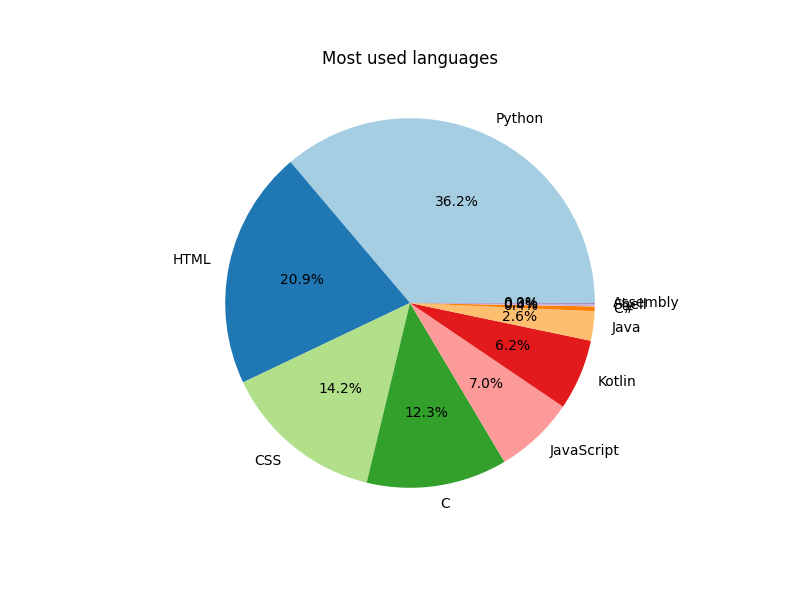 Most used languages
Python
36.2%
HTML
20.9%
CSS
14.2%
C
12.3%
JavaScript
7.0%
Kotlin
6.2%
Java
2.6%
C#
Assembly